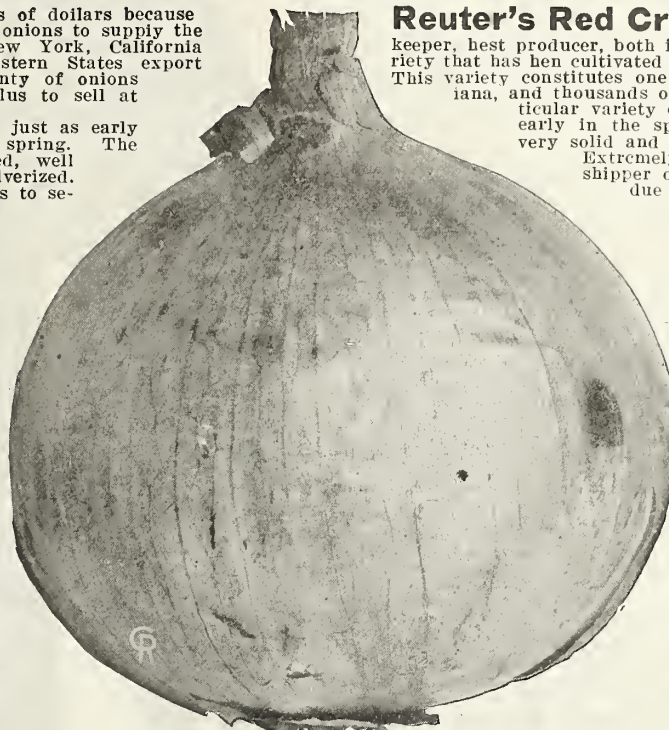 s of doilars because
onions to supply the
ew York, California
stern States export
nty of onions
lus to sell at
just as early
spring. The
ed, well
verized.
s to se-
Reuter's Red Cr
keeper, hest producer, both
riety that has hen cultivated
This variety constitutes one
iana, and thousands o
ticular variety
early in the sp
very solid and
Extremel
shipper o
due